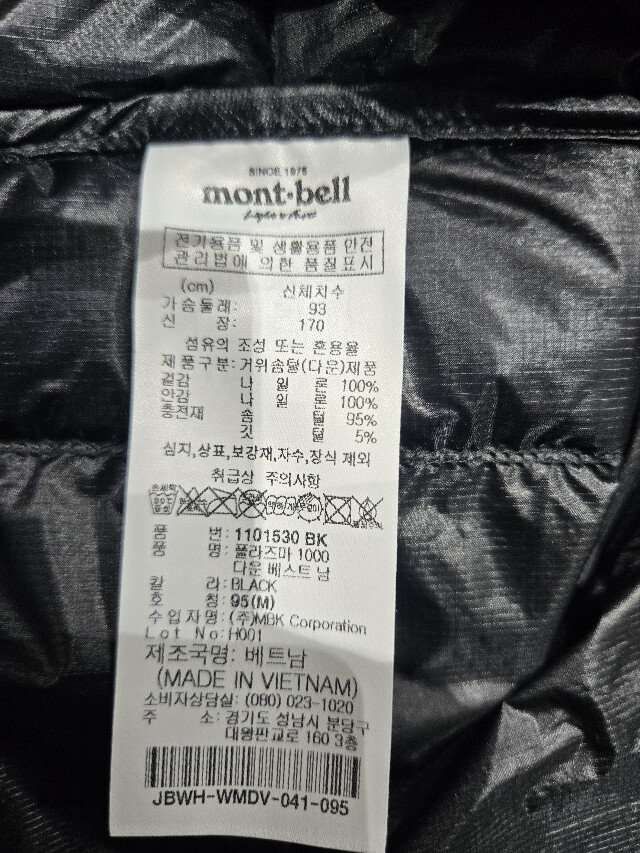 SINCE 1975
mont-bell
전기용품 및 생활용품 안전
관리법에 의한 품질표시
(cm) 신체치수
가슴둘레: 93
신 장: 170
섬유의 조성 또는 혼용율
제품구분:거위솜털(다운)제품
겉감 나 일 론 100%
안감 나 일 론 100%
충전재 솜 털 95%
깃 털 5%
심지,상표,보강재,자수,장식 제외
취급상 주의사항
손세탁
품 번: 1101530 BK
품 명: 플라즈마 1000
다운 베스트 남
칼 라: BLACK
호 칭: 95(M)
수입자명: (주)MBK Corporation
Lot No: H001
제조국명: 베트남
(MADE IN VIETNAM)
소비자상담실: (080) 023-1020
주 소: 경기도 성남시 분당구
대왕판교로 160 3층
JBWH-WMDV-041-095